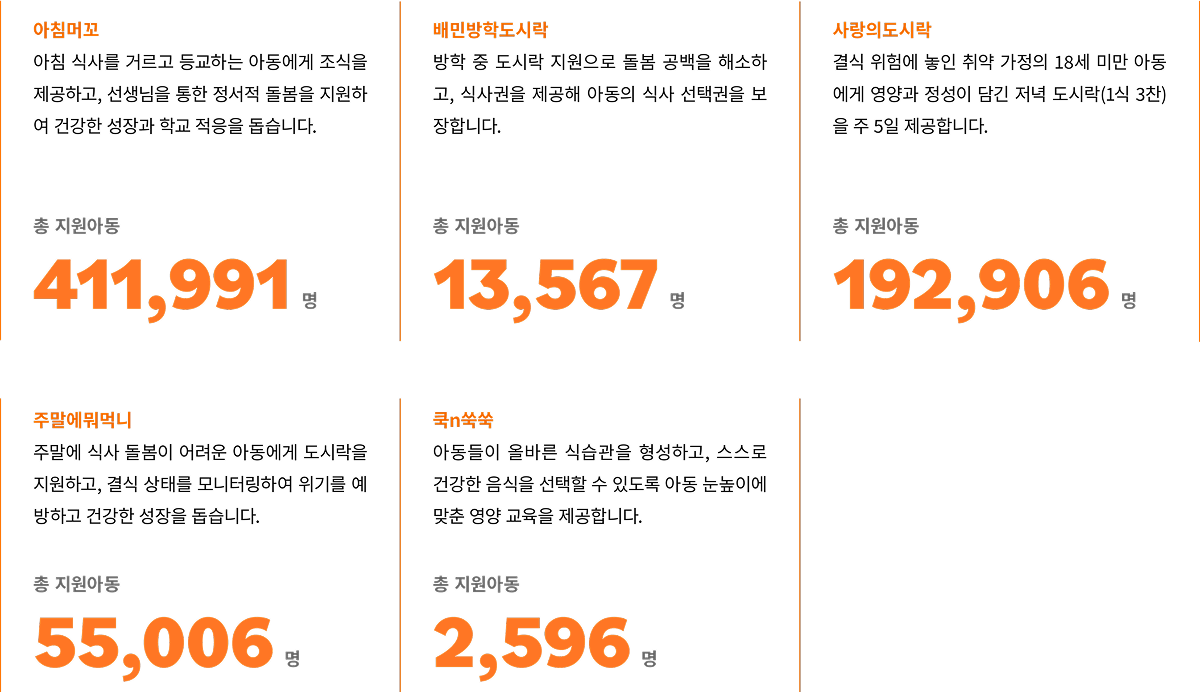 아침머꼬
아침 식사를 거르고 등교하는 아동에게 조식을
제공하고, 선생님을 통한 정서적 돌봄을 지원하
여 건강한 성장과 학교 적응을 돕습니다.
총 지원아동
411,991 명
배민방학도시락
방학 중 도시락 지원으로 돌봄 공백을 해소하
고, 식사권을 제공해 아동의 식사 선택권을 보
장합니다.
총 지원아동
13,567 명
사랑의도시락
결식 위험에 놓인 취약 가정의 18세 미만 아동
에게 영양과 정성이 담긴 저녁 도시락(1식 3찬)
을 주 5일 제공합니다.
총 지원아동
192,906 명
주말에뭐먹니
주말에 식사 돌봄이 어려운 아동에게 도시락을
지원하고, 결식 상태를 모니터링하여 위기를 예
방하고 건강한 성장을 돕습니다.
총 지원아동
55,006 명
쿡n쑥쑥
아동들이 올바른 식습관을 형성하고, 스스로
건강한 음식을 선택할 수 있도록 아동 눈높이에
맞춘 영양 교육을 제공합니다.
총 지원아동
2,596 명